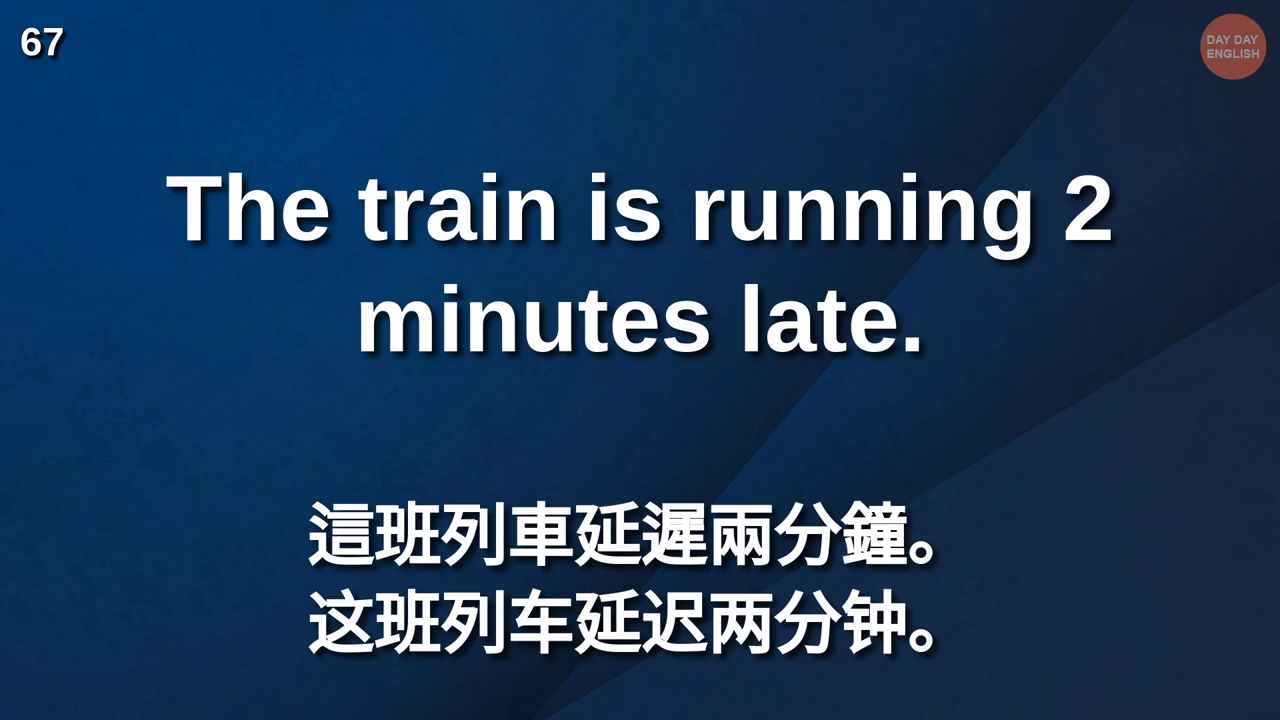 67
DAY DAY
ENGLISH
The train is running 2
minutes late.
這班列車延遲兩分鐘。
这班列车延迟两分钟。